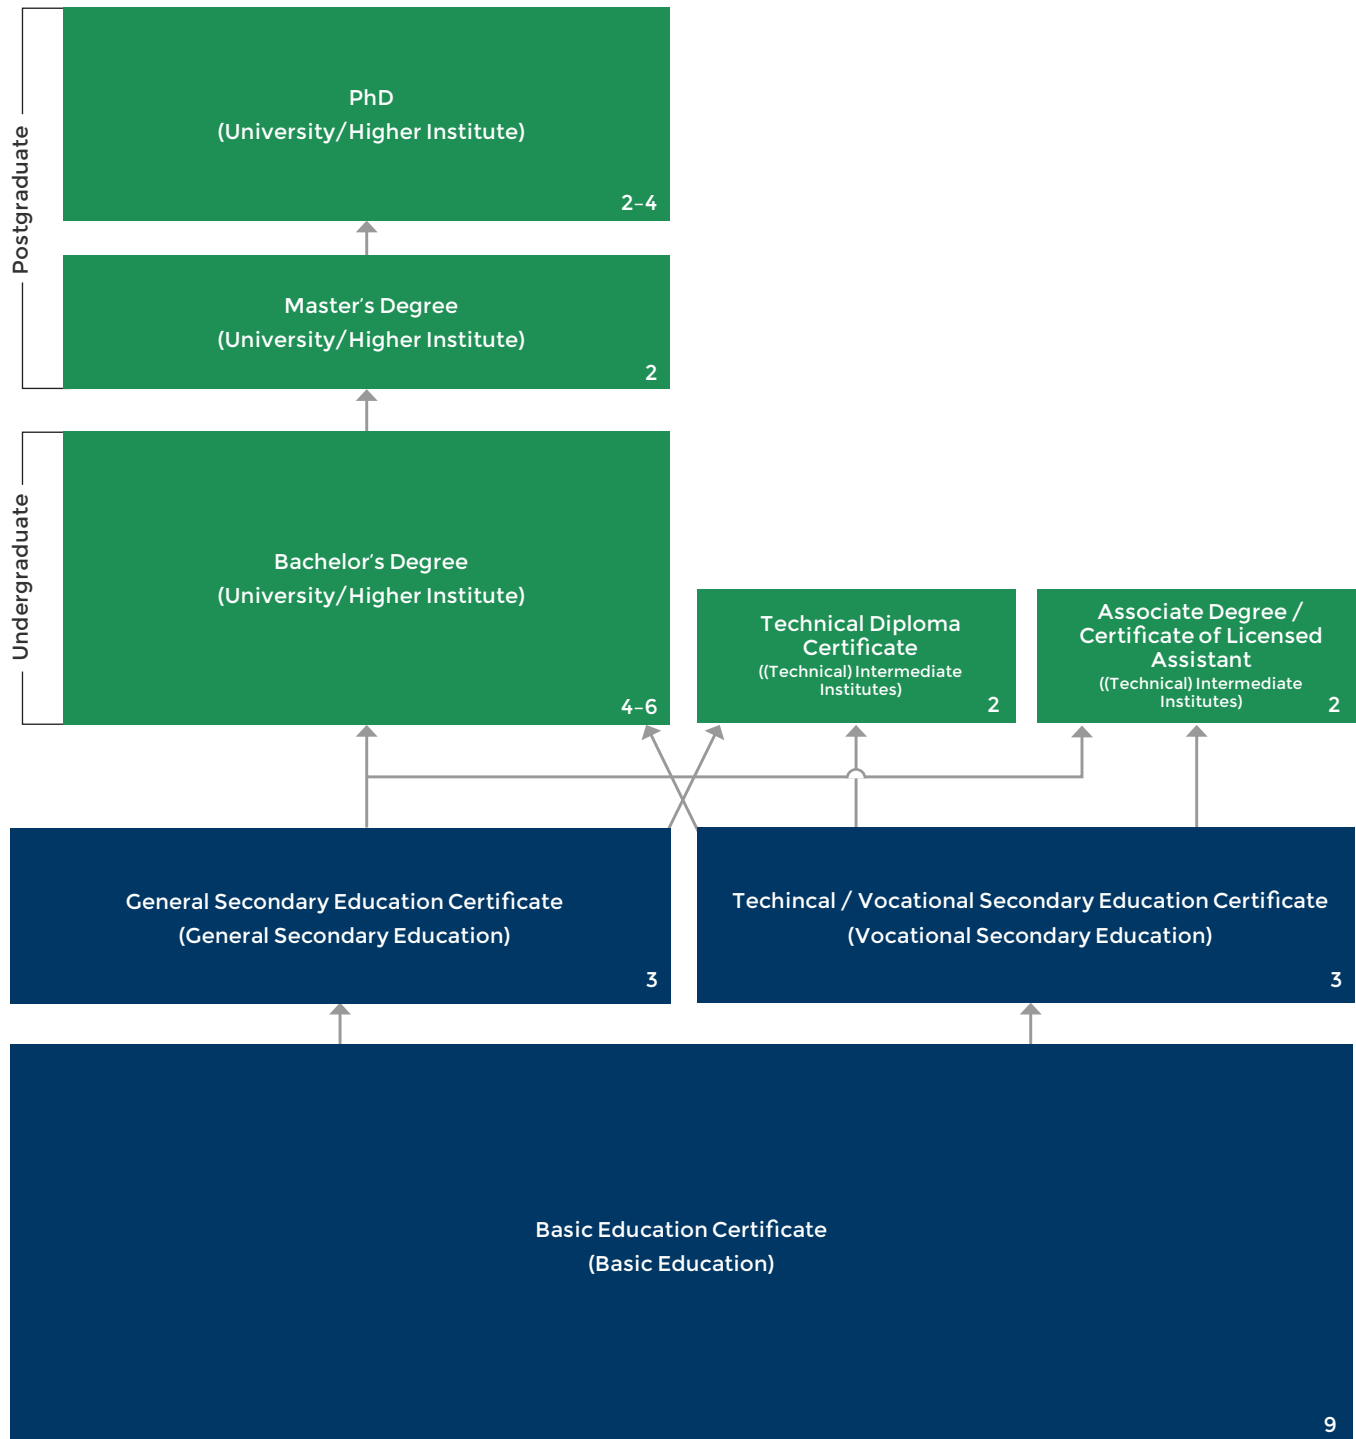 Postgraduate
PhD
(University/Higher Institute)
2-4
Master's Degree
(University/Higher Institute)
2
Undergraduate
Bachelor's Degree
(University/Higher Institute)
4-6
Technical Diploma
Certificate
((Technical) Intermediate
Institutes)
2
Associate Degree /
Certificate of Licensed
Assistant
((Technical) Intermediate
Institutes)
2
General Secondary Education Certificate
(General Secondary Education)
3
Techincal / Vocational Secondary Education Certificate
(Vocational Secondary Education)
3
Basic Education Certificate
(Basic Education)
9